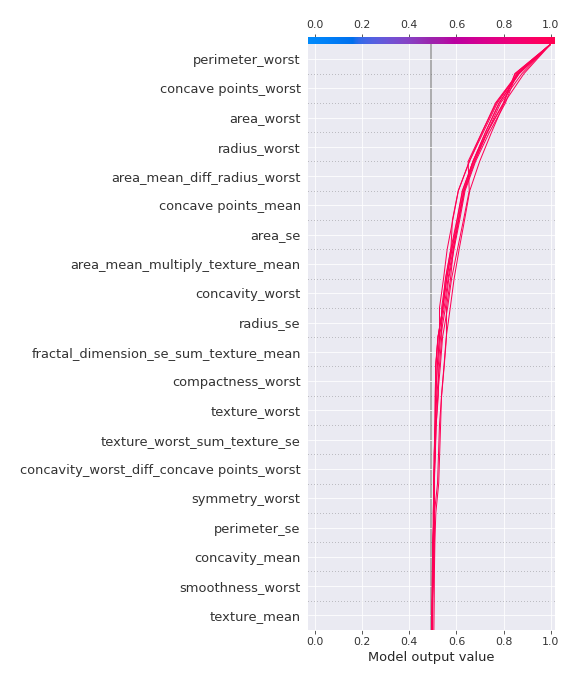 0.0 0.2 0.4 0.6 0.8 1.0
perimeter_worst
concave points_worst
area_worst
radius_worst
area_mean_diff_radius_worst
concave points_mean
area_se
area_mean_multiply_texture_mean
concavity_worst
radius_se
fractal_dimension_se_sum_texture_mean
compactness_worst
texture_worst
texture_worst_sum_texture_se
concavity_worst_diff_concave points_worst
symmetry_worst
perimeter_se
concavity_mean
smoothness_worst
texture_mean
0.0 0.2 0.4 0.6 0.8 1.0
Model output value